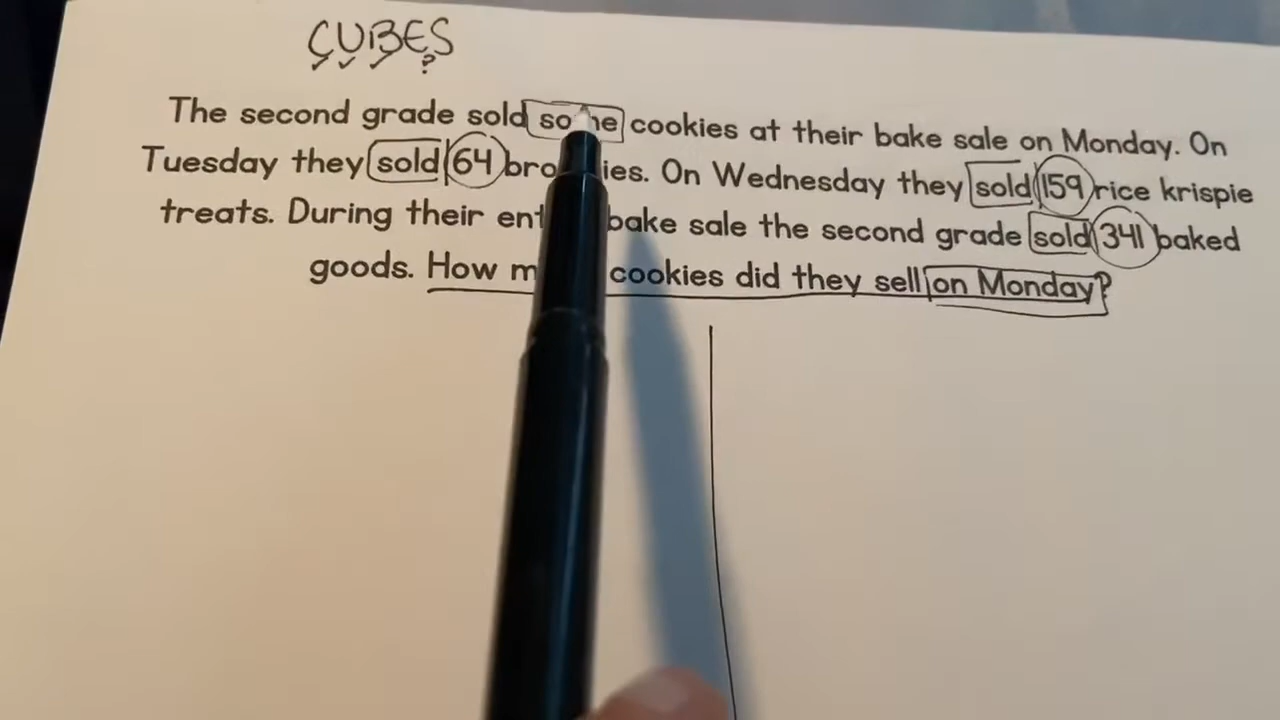 CUBES
?
The second grade sold some cookies at their bake sale on Monday. On
Tuesday they sold 64 On Wednesday they sold 159 rice krispie
treats. During their bake sale the second grade sold 341 baked
goods. How cookies did they sell on Monday?